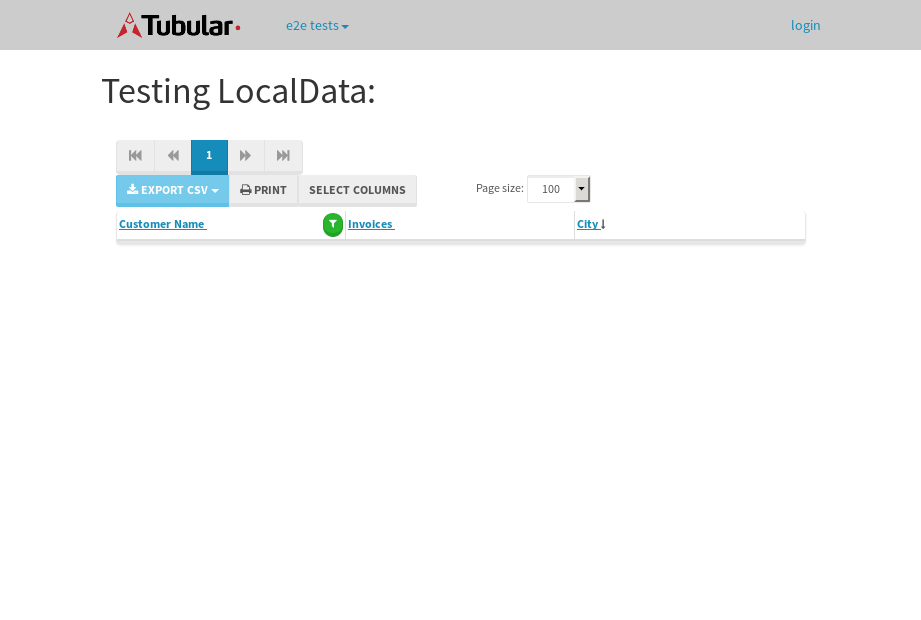 Tubular e2e tests login
Testing LocalData:
1
EXPORT CSV PRINT SELECT COLUMNS Page size: 100
Customer Name Invoices City